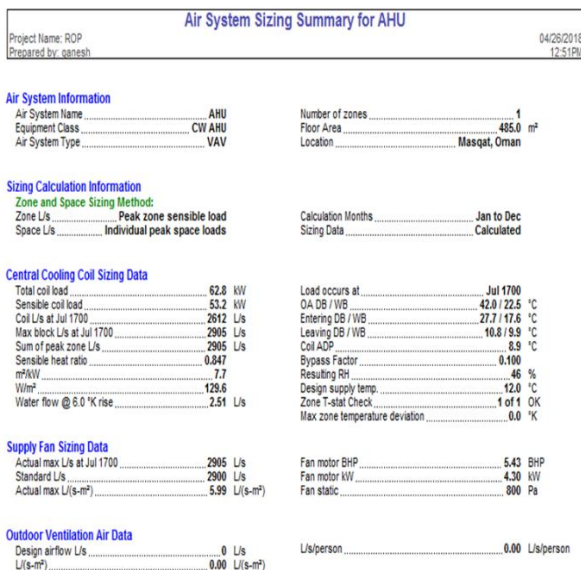 Air System Sizing Summary for AHU
Project Name: ROP 04/26/2018
Prepared by: ganesh 12:51PM
Air System Information
Air System Name AHU
Equipment Class CW AHU
Air System Type VAV
Number of zones 1
Floor Area 485.0 m²
Location Masqat, Oman
Sizing Calculation Information
Zone and Space Sizing Method:
Zone L/s Peak zone sensible load
Space L/s Individual peak space loads
Calculation Months Jan to Dec
Sizing Data Calculated
Central Cooling Coil Sizing Data
Total coil load 62.8 kW
Sensible coil load 53.2 kW
Coil L/s at Jul 1700 2612 L/s
Max block L/s at Jul 1700 2905 L/s
Sum of peak zone L/s 2905 L/s
Sensible heat ratio 0.847
m²/kW 7.7
W/m² 129.6
Water flow @ 6.0 °K rise 2.51 L/s
Load occurs at Jul 1700
OA DB / WB 42.0 / 22.5 °C
Entering DB / WB 27.7 / 17.6 °C
Leaving DB / WB 10.8 / 9.9 °C
Coil ADP 8.9 °C
Bypass Factor 0.100
Resulting RH 46 %
Design supply temp. 12.0 °C
Zone T-stat Check 1 of 1 OK
Max zone temperature deviation 0.0 °K
Supply Fan Sizing Data
Actual max L/s at Jul 1700 2905 L/s
Standard L/s 2900 L/s
Actual max L/(s-m²) 5.99 L/(s-m²)
Fan motor BHP 5.43 BHP
Fan motor kW 4.30 kW
Fan static 800 Pa
Outdoor Ventilation Air Data
Design airflow L/s 0 L/s
L/(s-m²) 0.00 L/(s-m²)
L/s/person 0.00 L/s/person